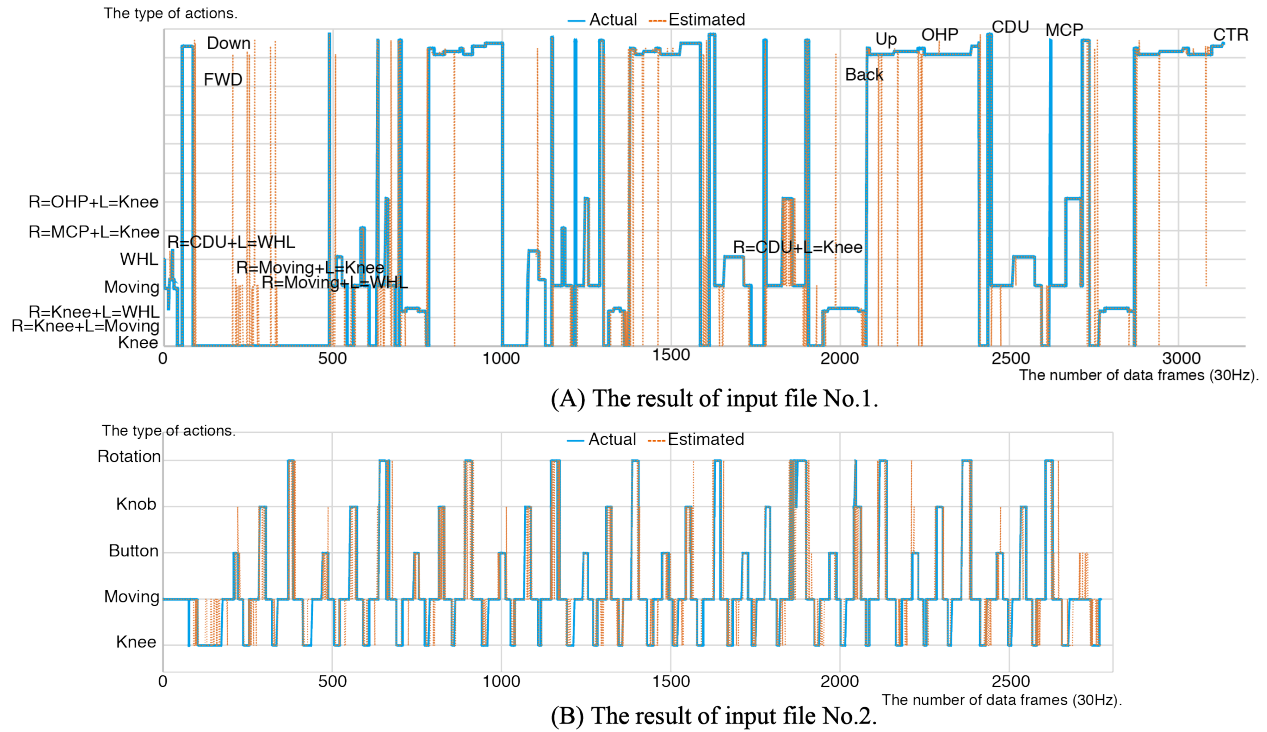 The type of actions.
Actual Estimated
Down
FWD
Up
OHP
CDU
MCP
CTR
Back
R=OHP+L=Knee
R=MCP+L=Knee
R=CDU+L=WHL
R=CDU+L=Knee
WHL
R=Moving+L=Knee
Moving
R=Moving+L=WHL
R=Knee+L=WHL
R=Knee+L=Moving
Knee
0 500 1000 1500 2000 2500 3000
The number of data frames (30Hz).
(A) The result of input file No.1.
The type of actions.
Actual Estimated
Rotation
Knob
Button
Moving
Knee
0 500 1000 1500 2000 2500
The number of data frames (30Hz).
(B) The result of input file No.2.